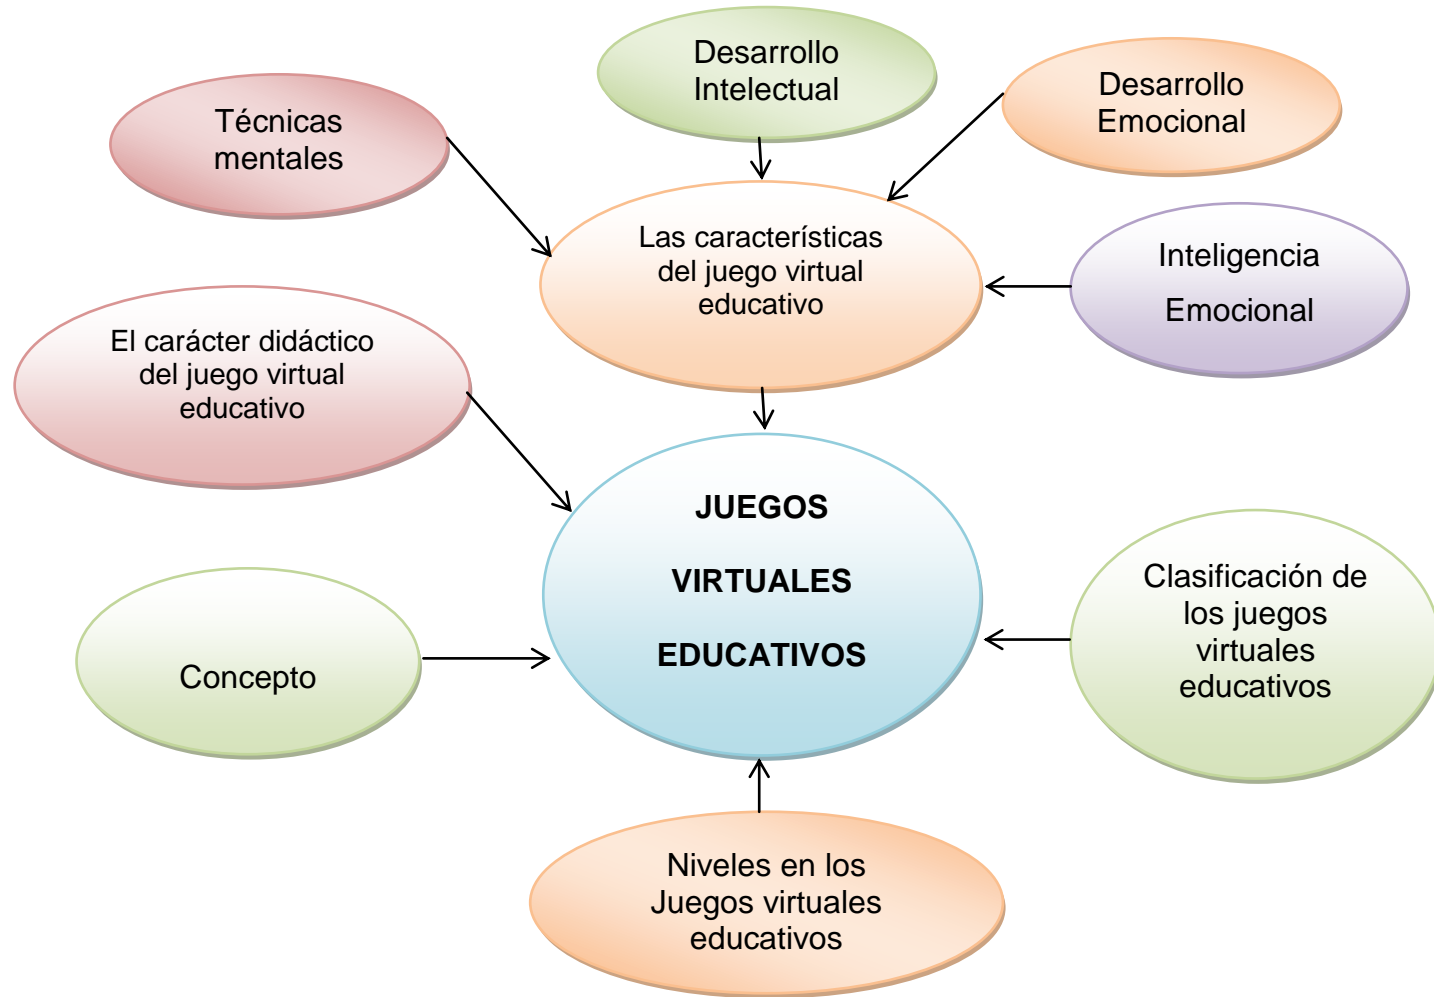 Desarrollo
Intelectual
Desarrollo
Emocional
Técnicas
mentales
Las características
del juego virtual
educativo
Inteligencia
Emocional
El carácter didáctico
del juego virtual
educativo
JUEGOS
VIRTUALES
EDUCATIVOS
Clasificación de
los juegos
virtuales
educativos
Concepto
Niveles en los
Juegos virtuales
educativos